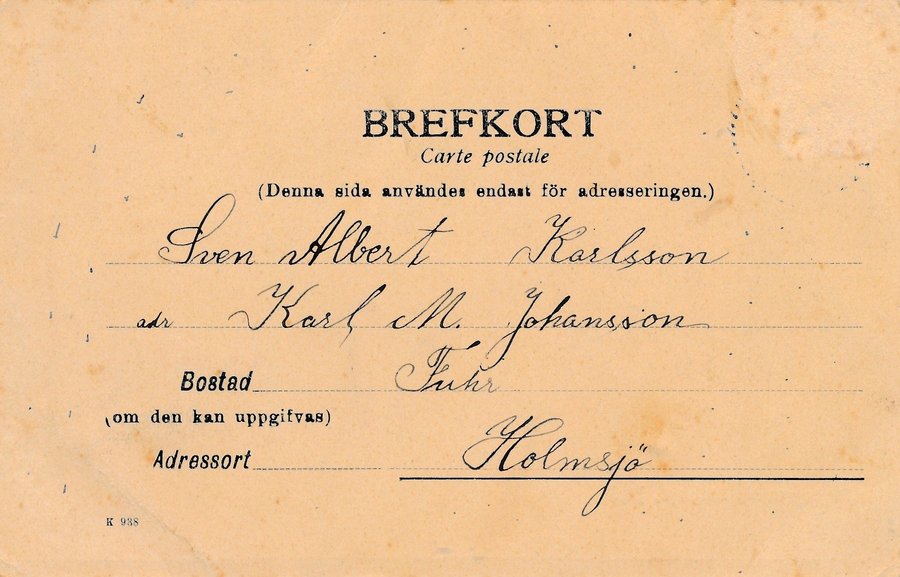 BREFKORT
Carte postale
(Denna sida användes endast för adresseringen.)
Sven Albert Karlsson
adr Karl M. Johansson
Bostad Fuhr
(om den kan uppgifvas)
Adressort Holmsjö
K 938